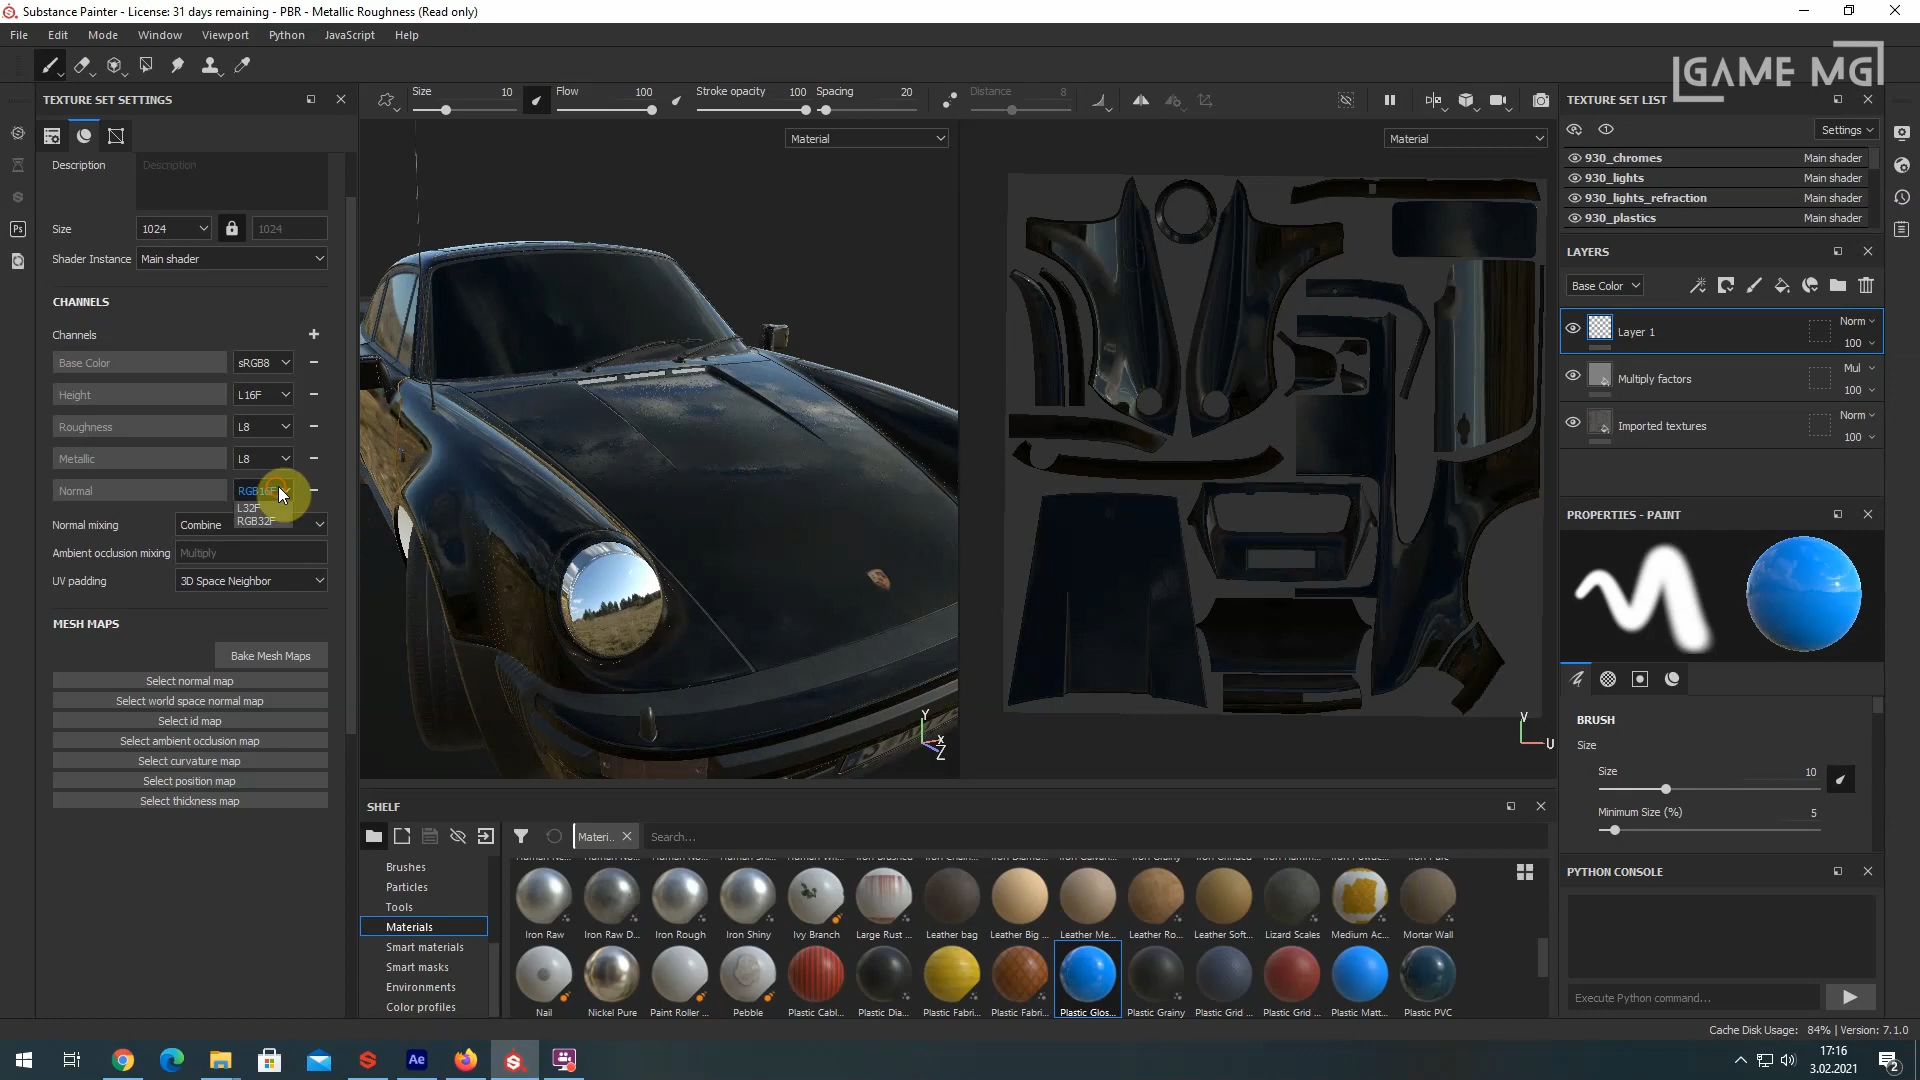 Substance Painter - License: 31 days remaining - PBR - Metallic Roughness (Read only)
File Edit Mode Window Viewport Python JavaScript Help
GAME MG
TEXTURE SET SETTINGS
Size 10
Flow 100
Stroke opacity 100
Spacing 20
Distance 8
Material
Material
Description Description
Size 1024 1024
Shader Instance Main shader
CHANNELS
Channels
Base Color sRGB8
Height L16F
Roughness L8
Metallic L8
Normal RGB16F
L32F
RGB32F
Normal mixing Combine
Ambient occlusion mixing Multiply
UV padding 3D Space Neighbor
MESH MAPS
Bake Mesh Maps
Select normal map
Select world space normal map
Select id map
Select ambient occlusion map
Select curvature map
Select position map
Select thickness map
Y
X
Z
V
U
SHELF
Materi..
Search...
Brushes
Particles
Tools
Materials
Smart materials
Smart masks
Environments
Color profiles
Iron Raw
Iron Raw D...
Iron Rough
Iron Shiny
Ivy Branch
Large Rust ...
Leather bag
Leather Big ...
Leather Me...
Leather Ro...
Leather Soft...
Lizard Scales
Medium Ac...
Mortar Wall
Nail
Nickel Pure
Paint Roller ...
Pebble
Plastic Cabl...
Plastic Dia...
Plastic Fabri...
Plastic Fabri...
Plastic Glos...
Plastic Grainy
Plastic Grid ...
Plastic Grid ...
Plastic Matt...
Plastic PVC
TEXTURE SET LIST
Settings
930_chromes Main shader
930_lights Main shader
930_lights_refraction Main shader
930_plastics Main shader
LAYERS
Base Color
Layer 1 Norm 100
Multiply factors Mul 100
Imported textures Norm 100
PROPERTIES - PAINT
BRUSH
Size
Size 10
Minimum Size (%) 5
PYTHON CONSOLE
Execute Python command...
Cache Disk Usage: 84% | Version: 7.1.0
Ps
Ae
17:16
3.02.2021
2